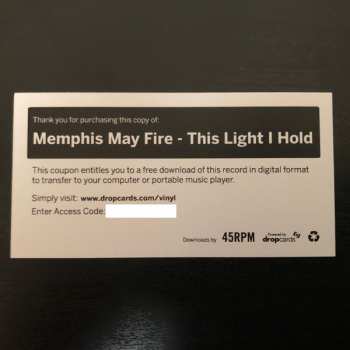 Thank you for purchasing this copy of:
Memphis May Fire - This Light I Hold
This coupon entitles you to a free download of this record in digital format
to transfer to your computer or portable music player.
Simply visit: www.dropcards.com/vinyl
Enter Access Code:
Downloads by 45RPM Powered by dropcards